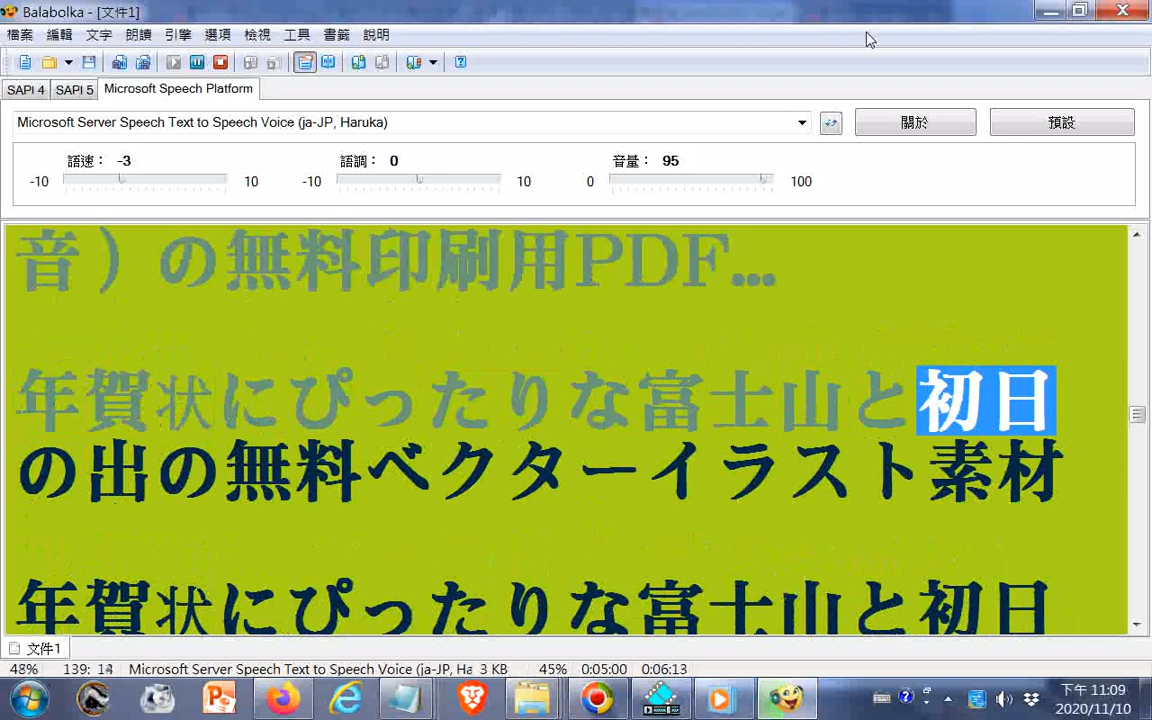 Balabolka - [文件1]
檔案 編輯 文字 朗讀 引擎 選項 檢視 工具 書籤 說明
SAPI 4 SAPI 5 Microsoft Speech Platform
Microsoft Server Speech Text to Speech Voice (ja-JP, Haruka) 關於 預設
語速： -3 語調： 0 音量： 95
-10 10 -10 10 0 100
音）の無料印刷用PDF...
年賀状にぴったりな富士山と初日
の出の無料ベクターイラスト素材
年賀状にぴったりな富士山と初日
文件1
48% 139: 14 Microsoft Server Speech Text to Speech Voice (ja-JP, Ha 3 KB 45% 0:05:00 0:06:13
下午 11:09
2020/11/10